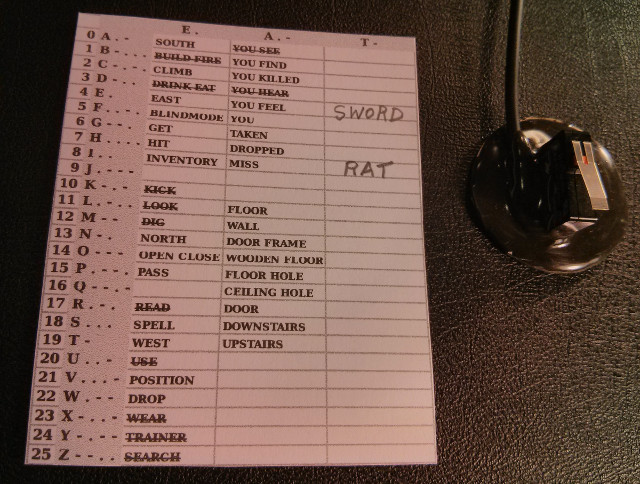 E. A.- T-
0 A.- SOUTH YOU SEE
1 B-... BUILD FIRE YOU FIND
2 C-.-. CLIMB YOU KILLED
3 D-.. DRINK EAT YOU HEAR
4 E. EAST YOU FEEL
5 F..-. BLINDMODE YOU SWORD
6 G--. GET TAKEN
7 H.... HIT DROPPED
8 I.. INVENTORY MISS RAT
9 J.---
10 K-.- KICK
11 L.-.. LOOK FLOOR
12 M-- DIG WALL
13 N-. NORTH DOOR FRAME
14 O--- OPEN CLOSE WOODEN FLOOR
15 P.--. PASS FLOOR HOLE
16 Q--.- CEILING HOLE
17 R.-. READ DOOR
18 S... SPELL DOWNSTAIRS
19 T- WEST UPSTAIRS
20 U..- USE
21 V...- POSITION
22 W.-- DROP
23 X-..- WEAR
24 Y-.-- TRAINER
25 Z--.. SEARCH